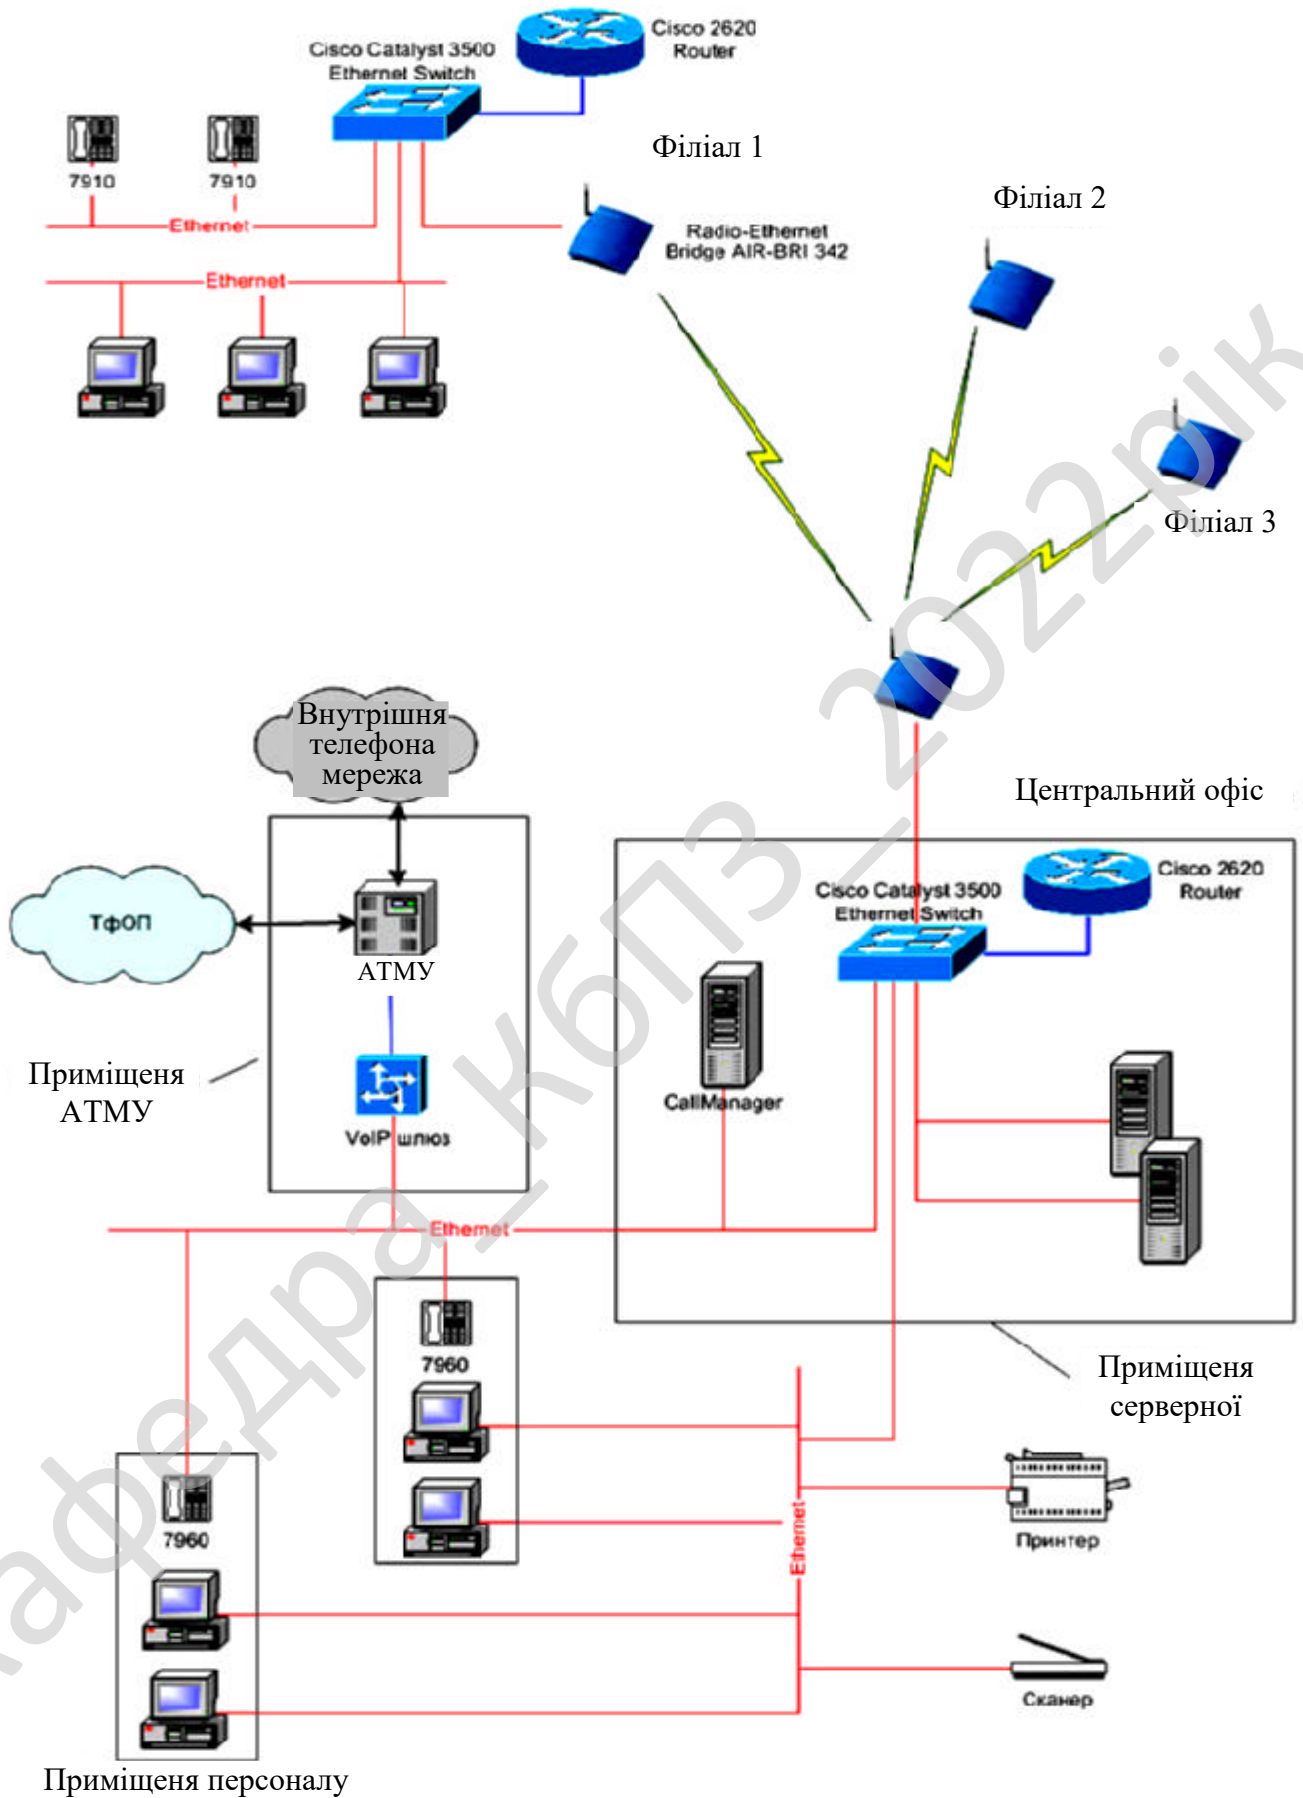 Cisco 2620
Router
Cisco Catalyst 3500
Ethernet Switch
Філіал 1
7910
7910
Філіал 2
Ethernet
Radio-Ethernet
Bridge AIR-BRI 342
Ethernet
Філіал 3
Внутрішня
телефона
мережа
Центральний офіс
ТфОП
АТМУ
Cisco 2620
Router
Cisco Catalyst 3500
Ethernet Switch
Приміщеня
АТМУ
VoIP шлюз
CallManager
Ethernet
7960
Приміщеня
серверної
7960
Ethernet
Принтер
Сканер
Приміщеня персоналу
кафедра_КбПЗ_2022рік